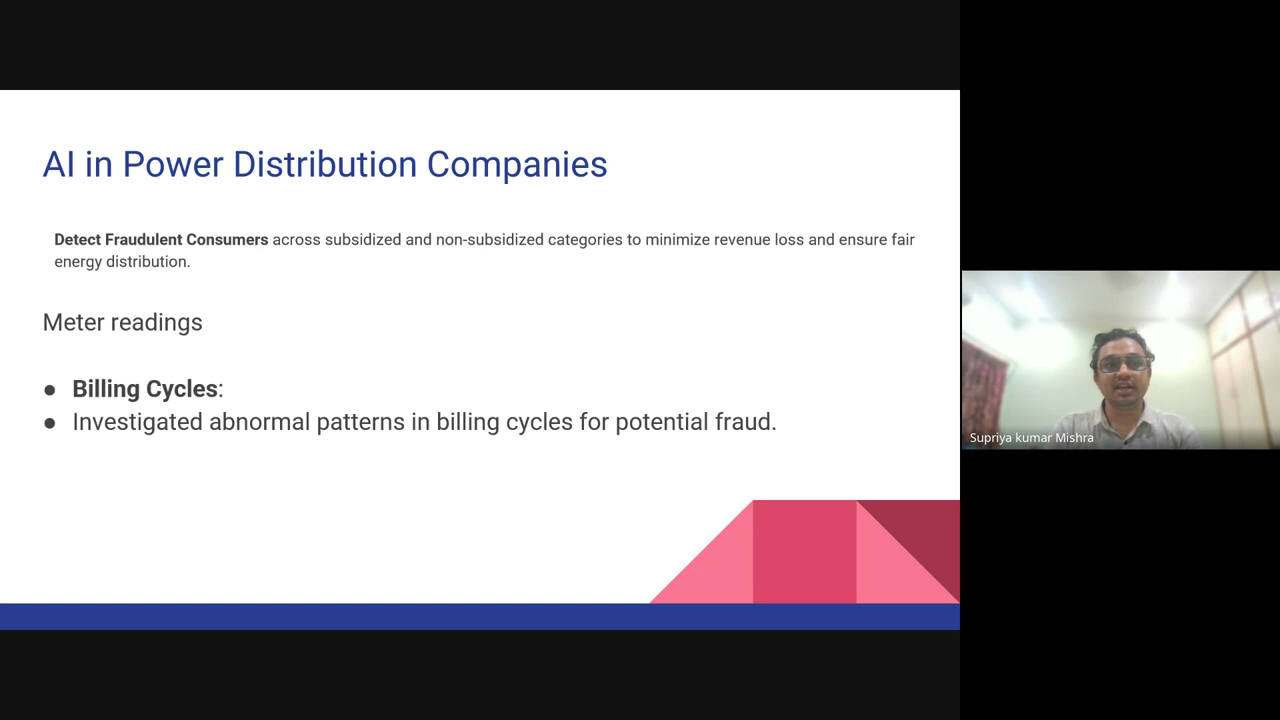 AI in Power Distribution Companies
Detect Fraudulent Consumers across subsidized and non-subsidized categories to minimize revenue loss and ensure fair
energy distribution.
Meter readings
● Billing Cycles:
● Investigated abnormal patterns in billing cycles for potential fraud.
Supriya kumar Mishra